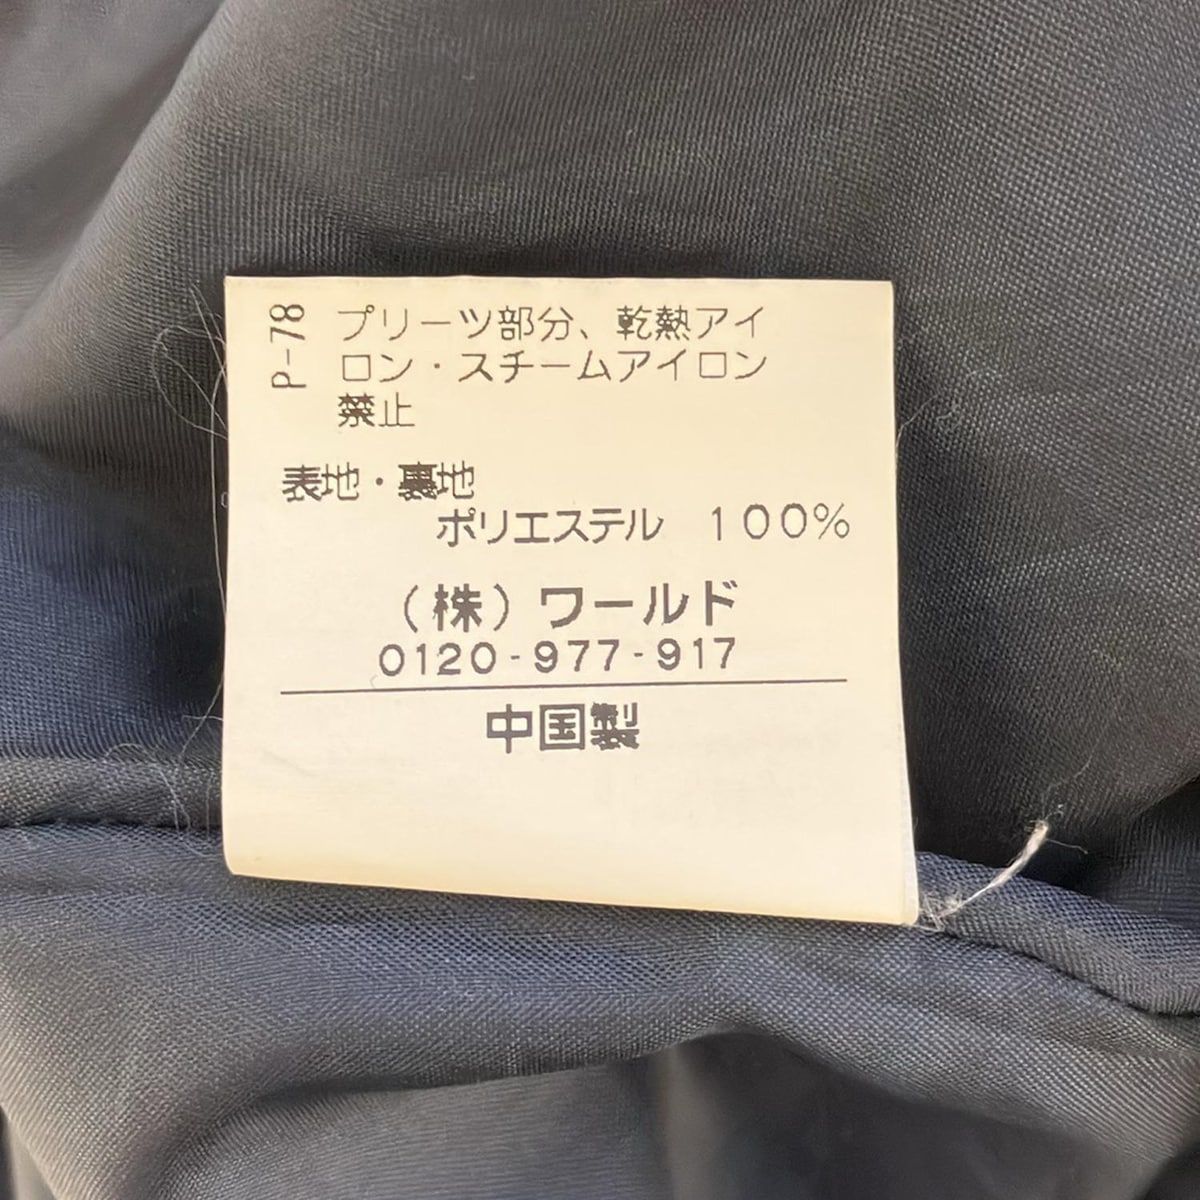 P-78
プリーツ部分、乾熱アイ
ロン・スチームアイロン
禁止
表地・裏地
ポリエステル 100%
(株)ワールド
0120-977-917
中国製